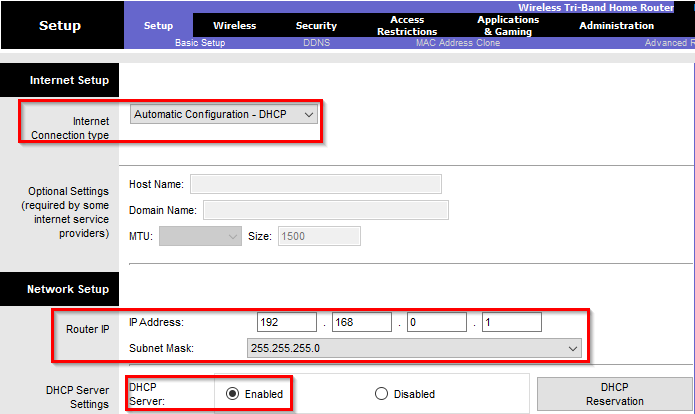 Wireless Tri-Band Home Router
Setup
Setup Wireless Security Access Restrictions Applications & Gaming Administration
Basic Setup DDNS MAC Address Clone Advanced R
Internet Setup
Internet Connection type
Automatic Configuration - DHCP
Optional Settings
(required by some
internet service
providers)
Host Name:
Domain Name:
MTU: Size: 1500
Network Setup
Router IP
IP Address: 192 . 168 . 0 . 1
Subnet Mask: 255.255.255.0
DHCP Server
Settings
DHCP
Server:
Enabled Disabled
DHCP
Reservation